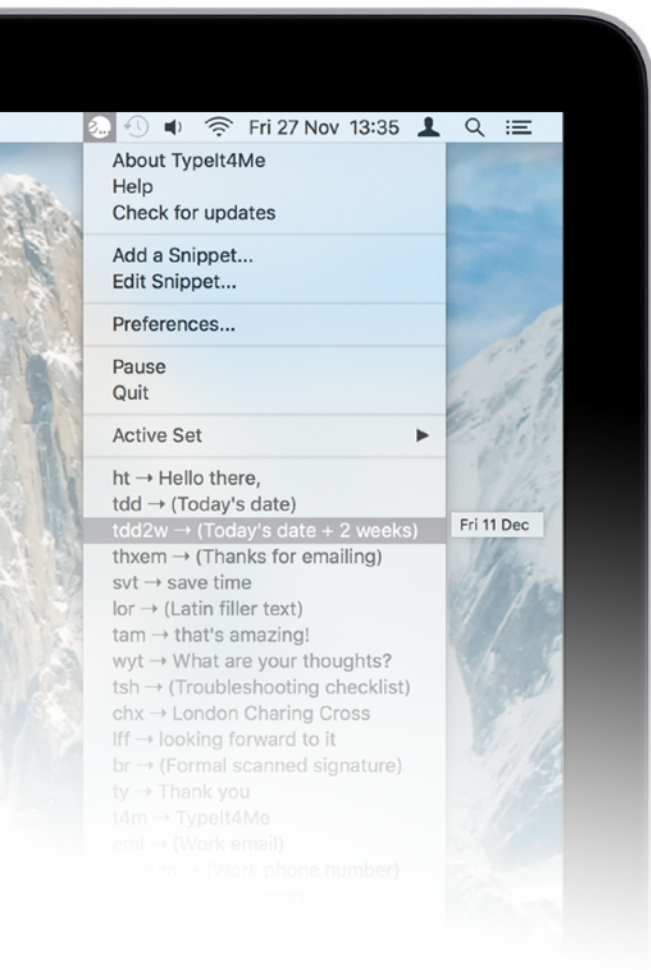 Fri 27 Nov 13:35
About TypeIt4Me
Help
Check for updates
Add a Snippet...
Edit Snippet...
Preferences...
Pause
Quit
Active Set
ht → Hello there,
tdd → (Today's date)
tdd2w → (Today's date + 2 weeks)
Fri 11 Dec
thxem → (Thanks for emailing)
svt → save time
lor → (Latin filler text)
tam → that's amazing!
wyt → What are your thoughts?
tsh → (Troubleshooting checklist)
chx → London Charing Cross
lff → looking forward to it
br → (Formal scanned signature)
ty → Thank you
t4m → TypeIt4Me
eml → (Work email)
→ (Work phone number)